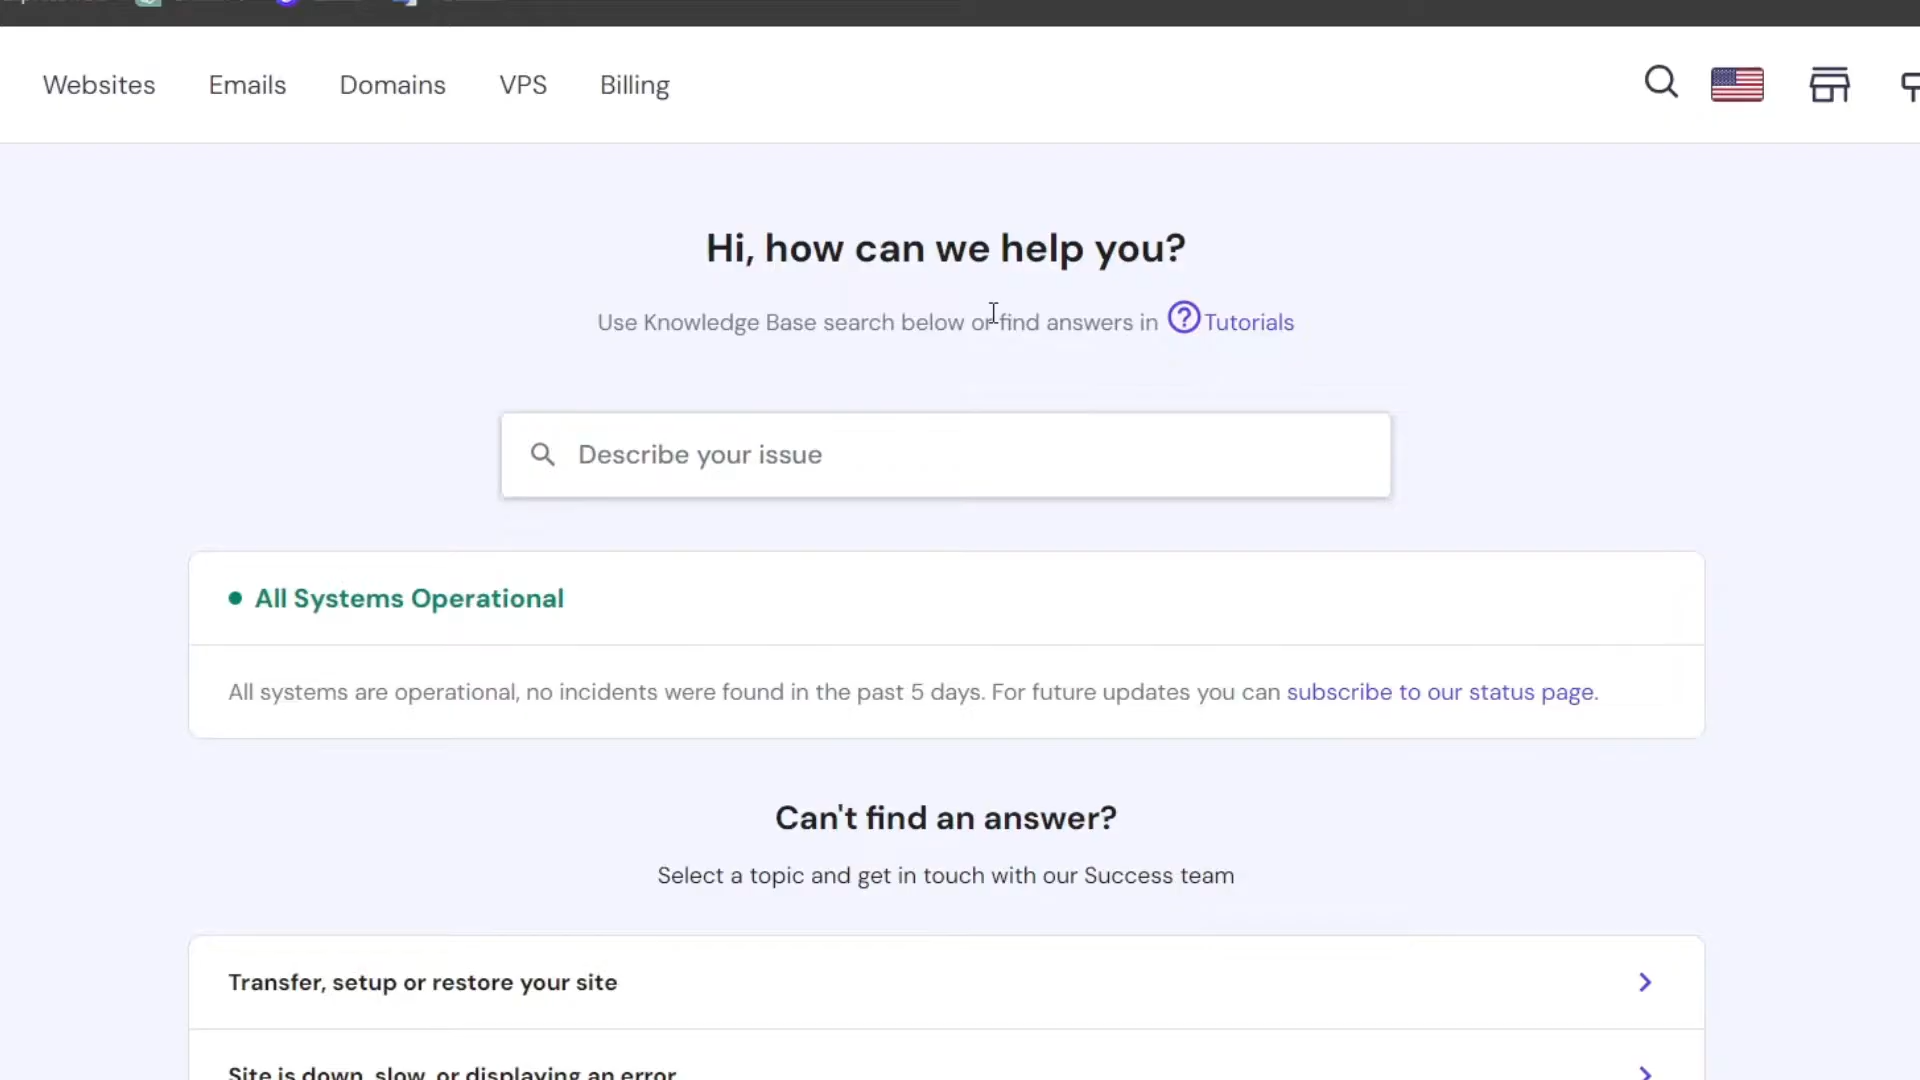 Websites Emails Domains VPS Billing
Hi, how can we help you?
Use Knowledge Base search below or find answers in Tutorials
Describe your issue
All Systems Operational
All systems are operational, no incidents were found in the past 5 days. For future updates you can subscribe to our status page.
Can't find an answer?
Select a topic and get in touch with our Success team
Transfer, setup or restore your site
Site is down, slow, or displaying an error